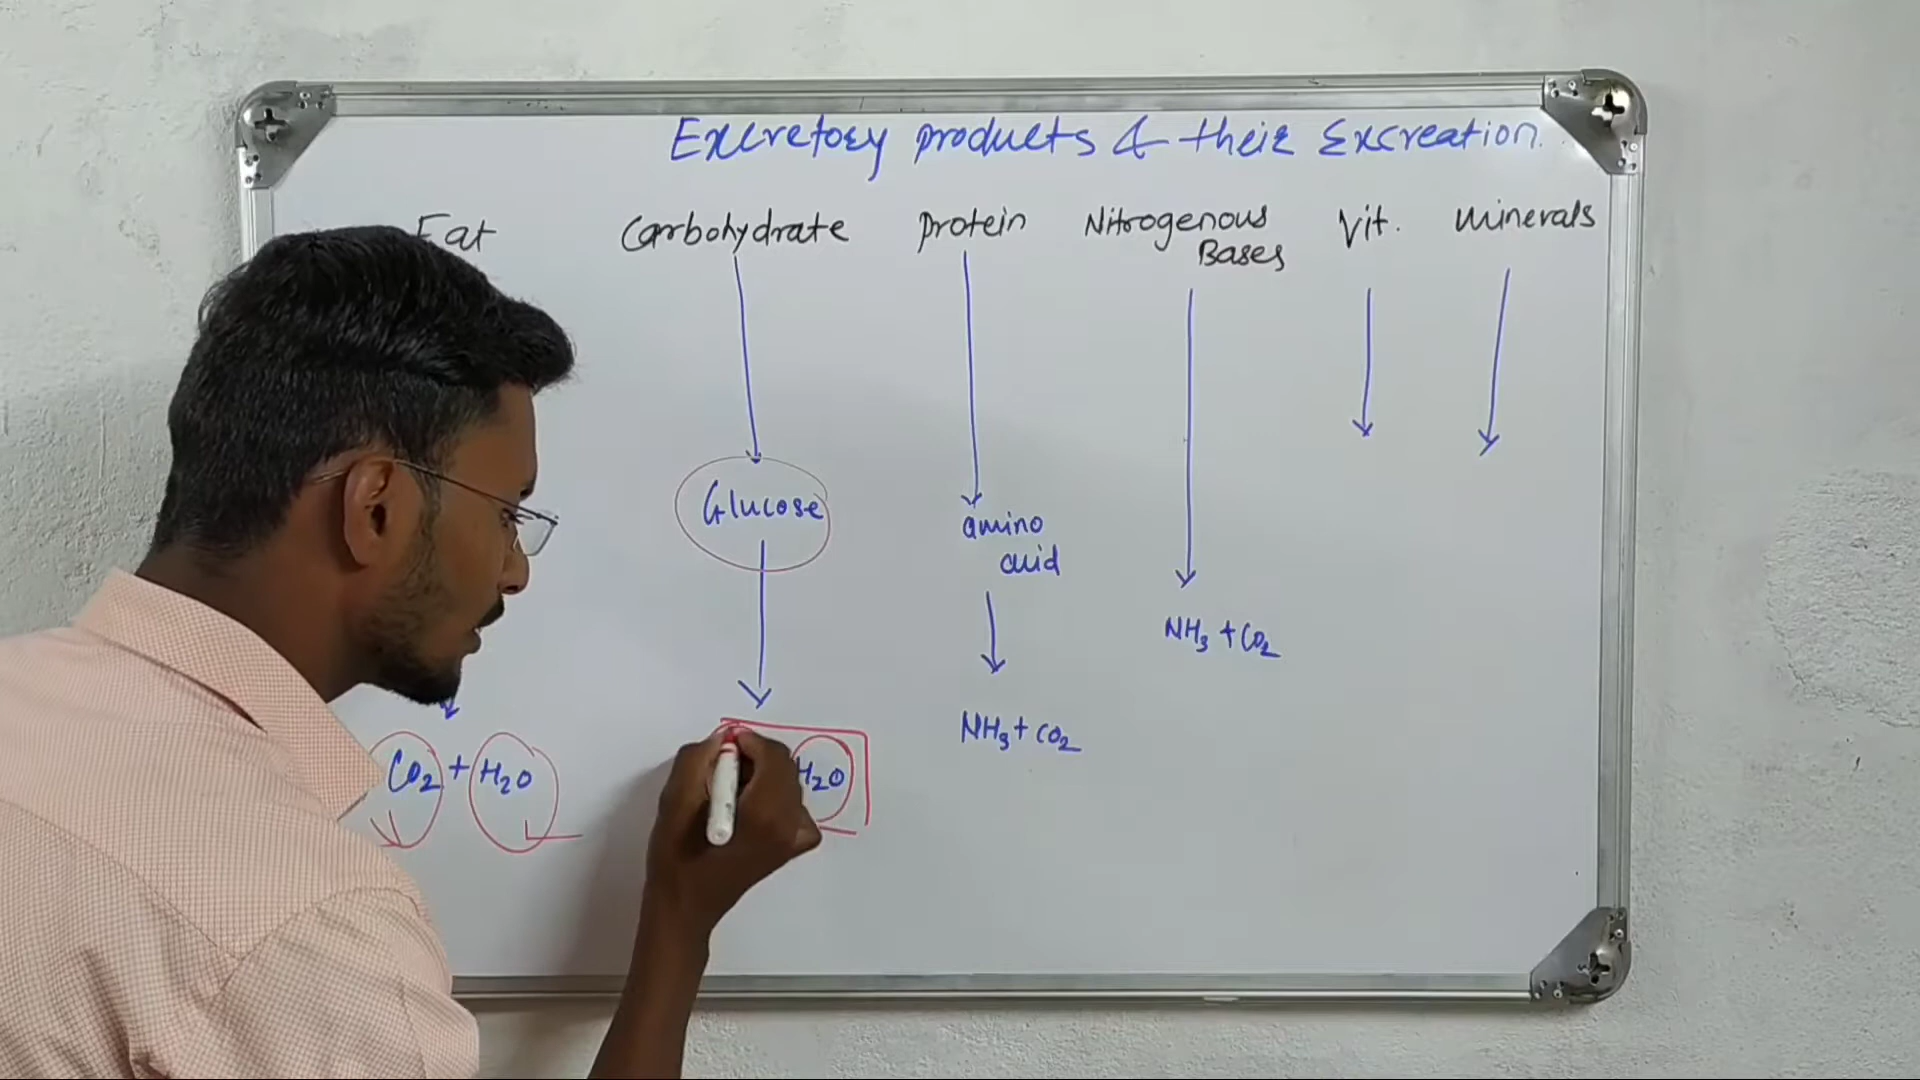 Excretory products & their Excreation.
Fat Carbohydrate Protein Nitrogenous Bases Vit. Minerals
Glucose
amino
acid
NH3 + CO2
NH3 + CO2
CO2 + H2O
H2O